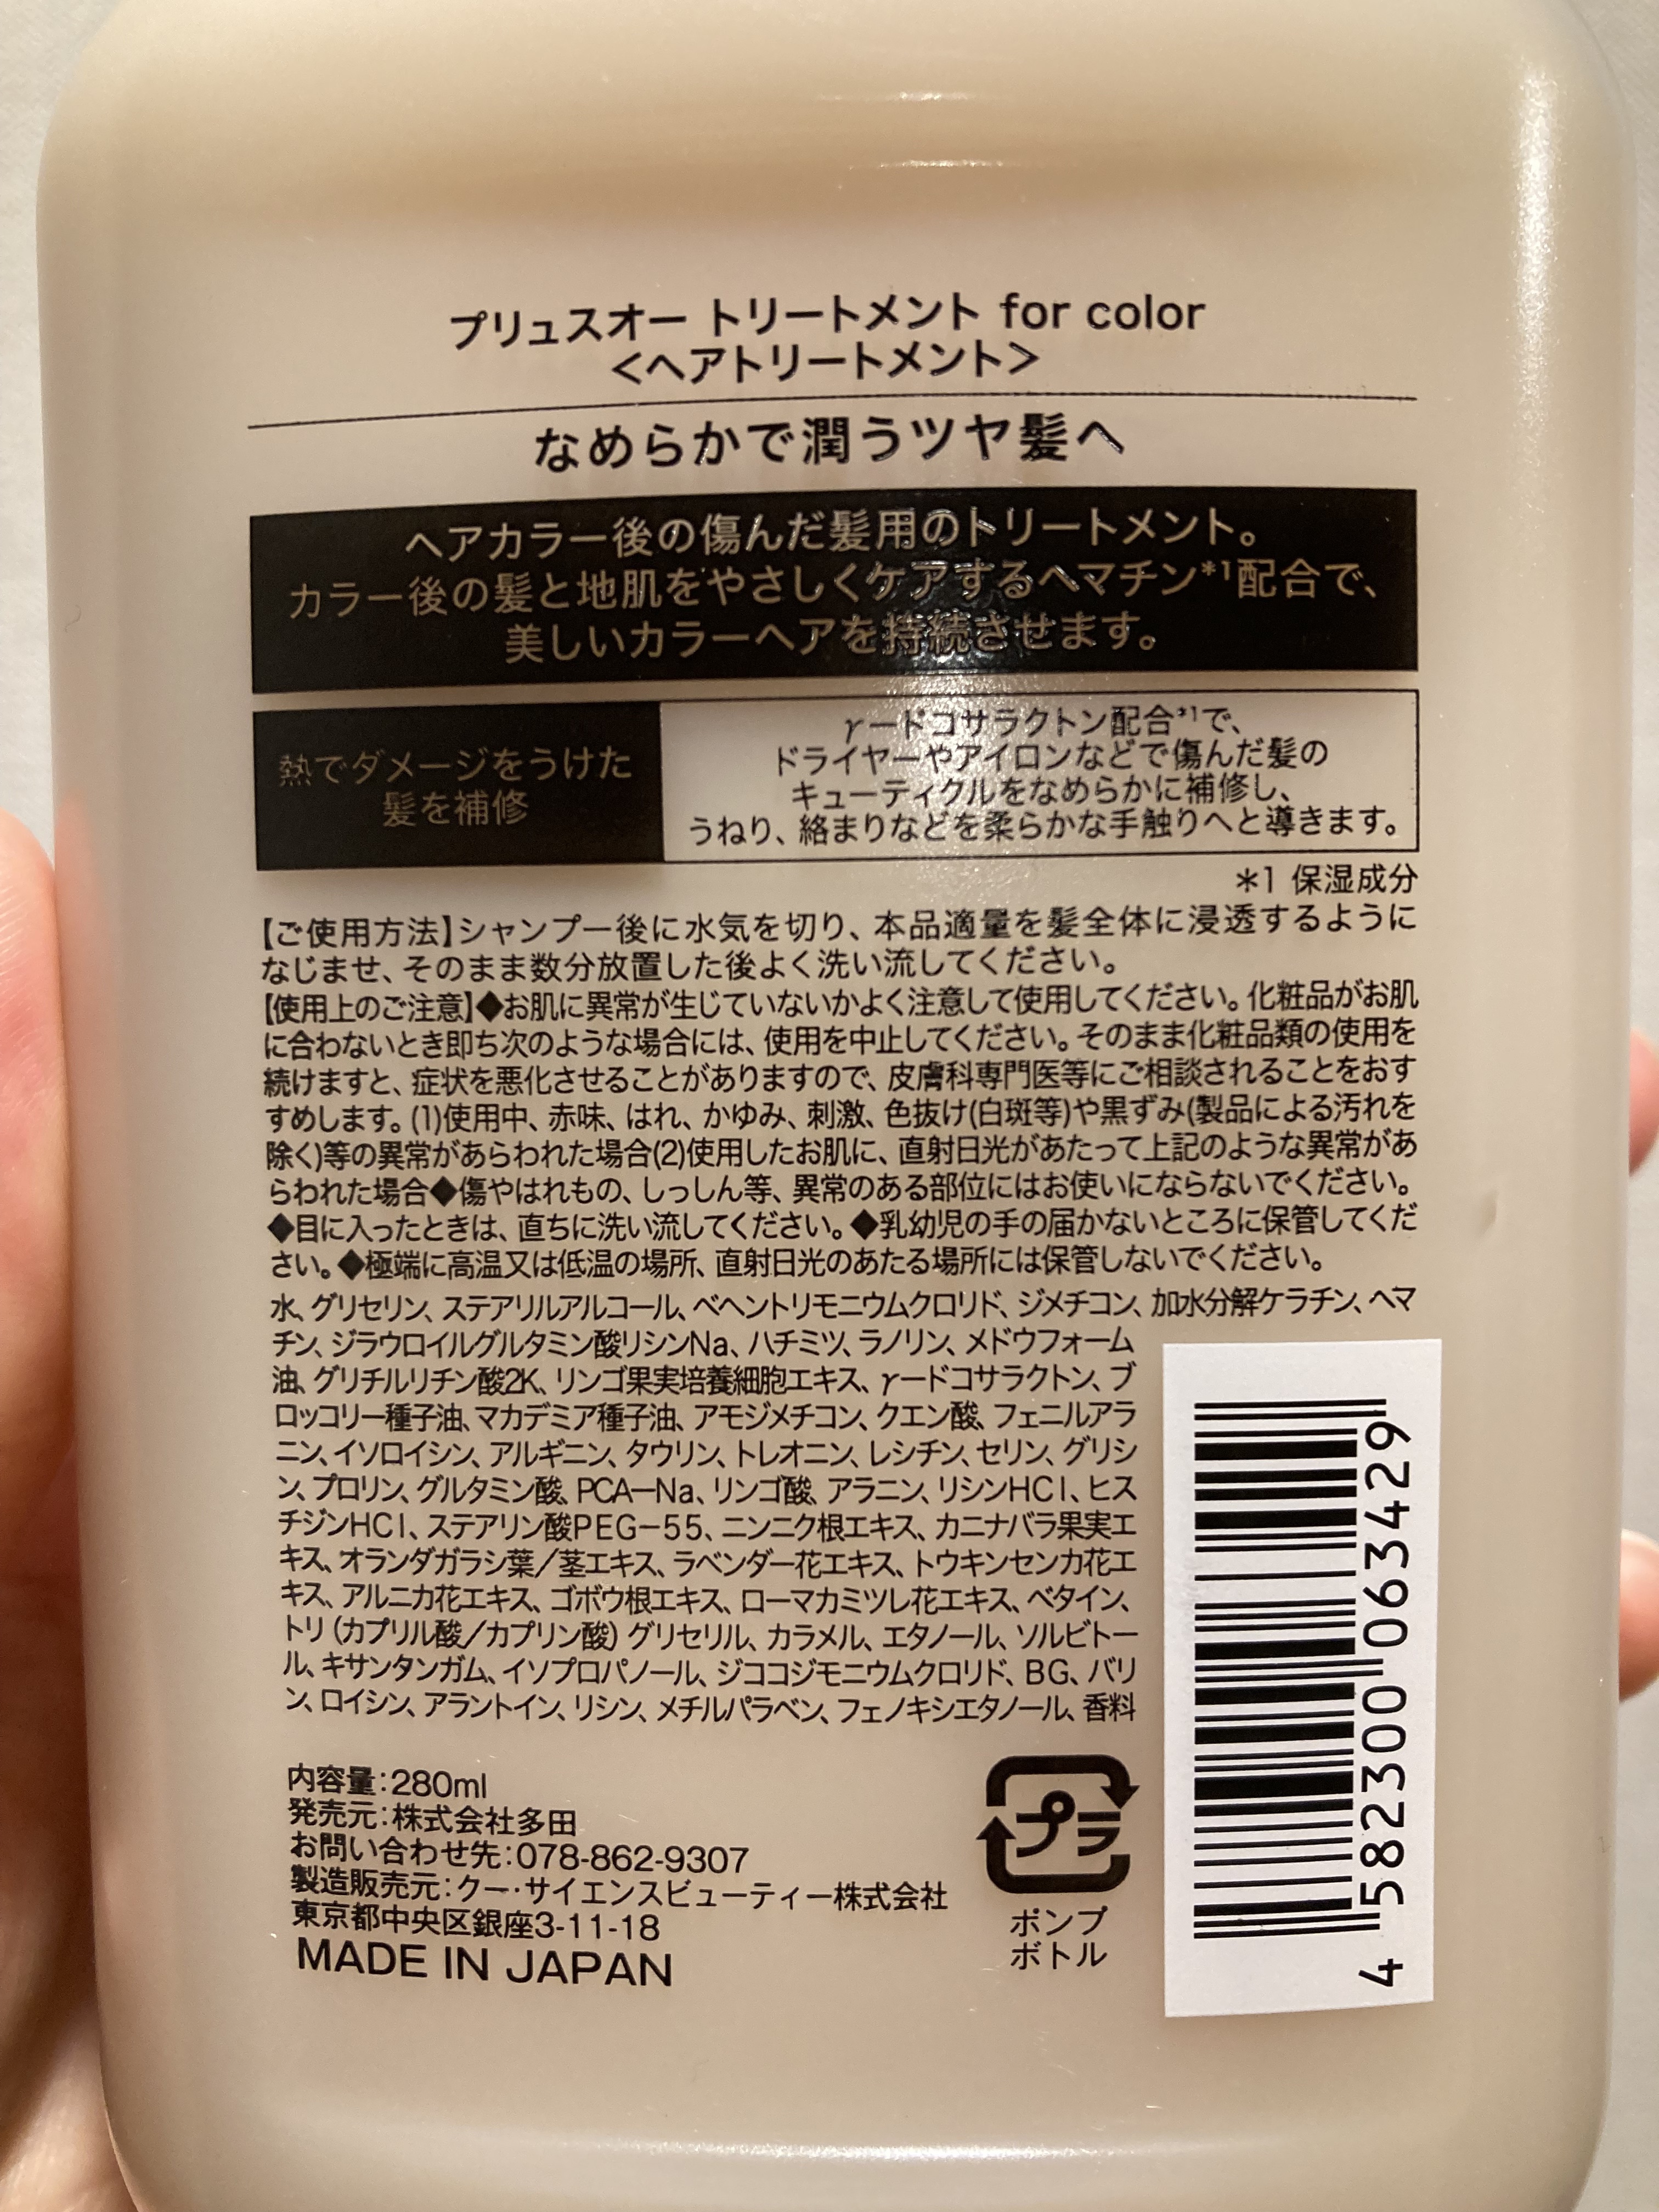 プリュスオー トリートメント for color
<ヘアトリートメント>
なめらかで潤うツヤ髪へ
ヘアカラー後の傷んだ髪用のトリートメント。
カラー後の髪と地肌をやさしくケアするヘマチン*1配合で、
美しいカラーヘアを持続させます。
熱でダメージをうけた
髪を補修
γードコサラクトン配合*1で、
ドライヤーやアイロンなどで傷んだ髪の
キューティクルをなめらかに補修し、
うねり、絡まりなどを柔らかな手触りへと導きます。
*1 保湿成分
【ご使用方法】シャンプー後に水気を切り、本品適量を髪全体に浸透するように
なじませ、そのまま数分放置した後よく洗い流してください。
【使用上のご注意】◆お肌に異常が生じていないかよく注意して使用してください。化粧品がお肌
に合わないとき即ち次のような場合には、使用を中止してください。そのまま化粧品類の使用を
続けますと、症状を悪化させることがありますので、皮膚科専門医等にご相談されることをおす
すめします。(1)使用中、赤味、はれ、かゆみ、刺激、色抜け(白斑等)や黒ずみ(製品による汚れを
除く)等の異常があらわれた場合(2)使用したお肌に、直射日光があたって上記のような異常があ
らわれた場合◆傷やはれもの、しっしん等、異常のある部位にはお使いにならないでください。
◆目に入ったときは、直ちに洗い流してください。◆乳幼児の手の届かないところに保管してくだ
さい。◆極端に高温又は低温の場所、直射日光のあたる場所には保管しないでください。
水、グリセリン、ステアリルアルコール、ベヘントリモニウムクロリド、ジメチコン、加水分解ケラチン、ヘマ
チン、ジラウロイルグルタミン酸リシンNa、ハチミツ、ラノリン、メドウフォーム
油、グリチルリチン酸2K、リンゴ果実培養細胞エキス、γードコサラクトン、ブ
ロッコリー種子油、マカデミア種子油、アモジメチコン、クエン酸、フェニルアラ
ニン、イソロイシン、アルギニン、タウリン、トレオニン、レシチン、セリン、グリシ
ン、プロリン、グルタミン酸、PCAーNa、リンゴ酸、アラニン、リシンHCl、ヒス
チジンHCl、ステアリン酸PEG−55、ニンニク根エキス、カニナバラ果実エ
キス、オランダガラシ葉/茎エキス、ラベンダー花エキス、トウキンセンカ花エ
キス、アルニカ花エキス、ゴボウ根エキス、ローマカミツレ花エキス、ベタイン、
トリ(カプリル酸/カプリン酸)グリセリル、カラメル、エタノール、ソルビトー
ル、キサンタンガム、イソプロパノール、ジココジモニウムクロリド、BG、バリ
ン、ロイシン、アラントイン、リシン、メチルパラベン、フェノキシエタノール、香料
内容量:280ml
発売元:株式会社多田
お問い合わせ先:078-862-9307
製造販売元:クー・サイエンスビューティー株式会社
東京都中央区銀座3-11-18
MADE IN JAPAN
プラ
ポンプ
ボトル
4 582300 063429